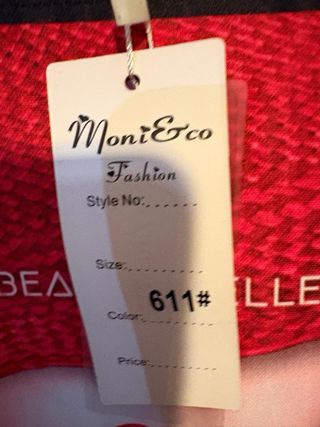 Moni&co
Fashion
Style No:......
Size:.........
611#
Color:.........
Price:.........
BEA
ELLE